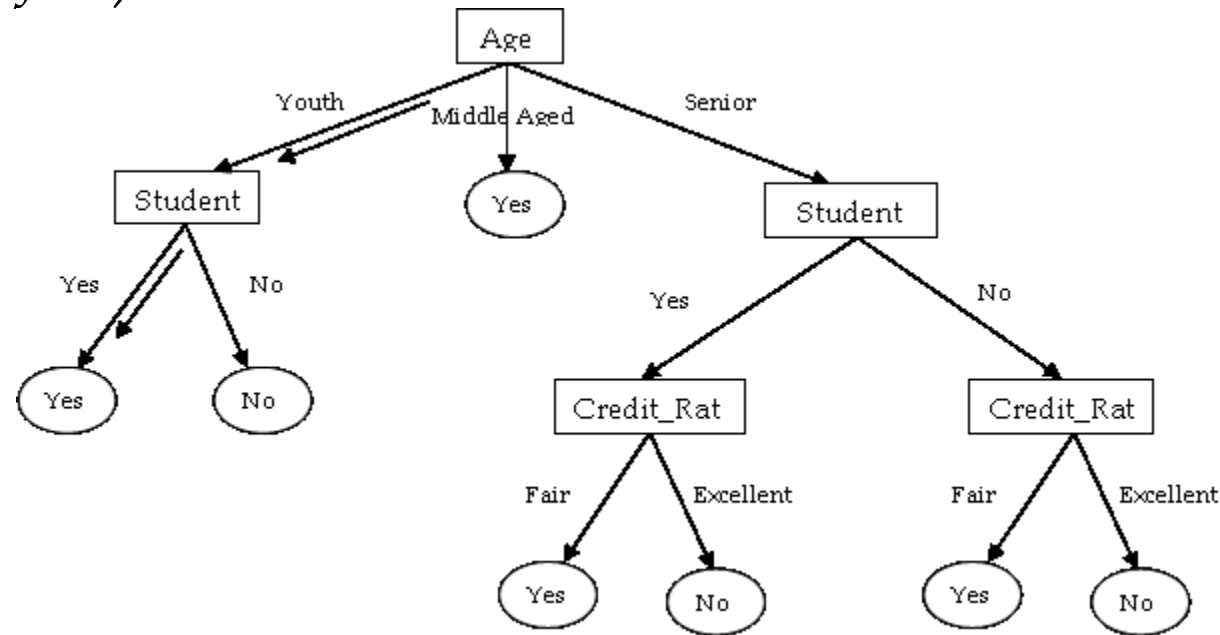 Age
Youth
Middle Aged
Senior
Student
Yes
Student
Yes
No
Yes
No
Yes
No
Credit_Rat
Credit_Rat
Fair
Excellent
Fair
Excellent
Yes
No
Yes
No